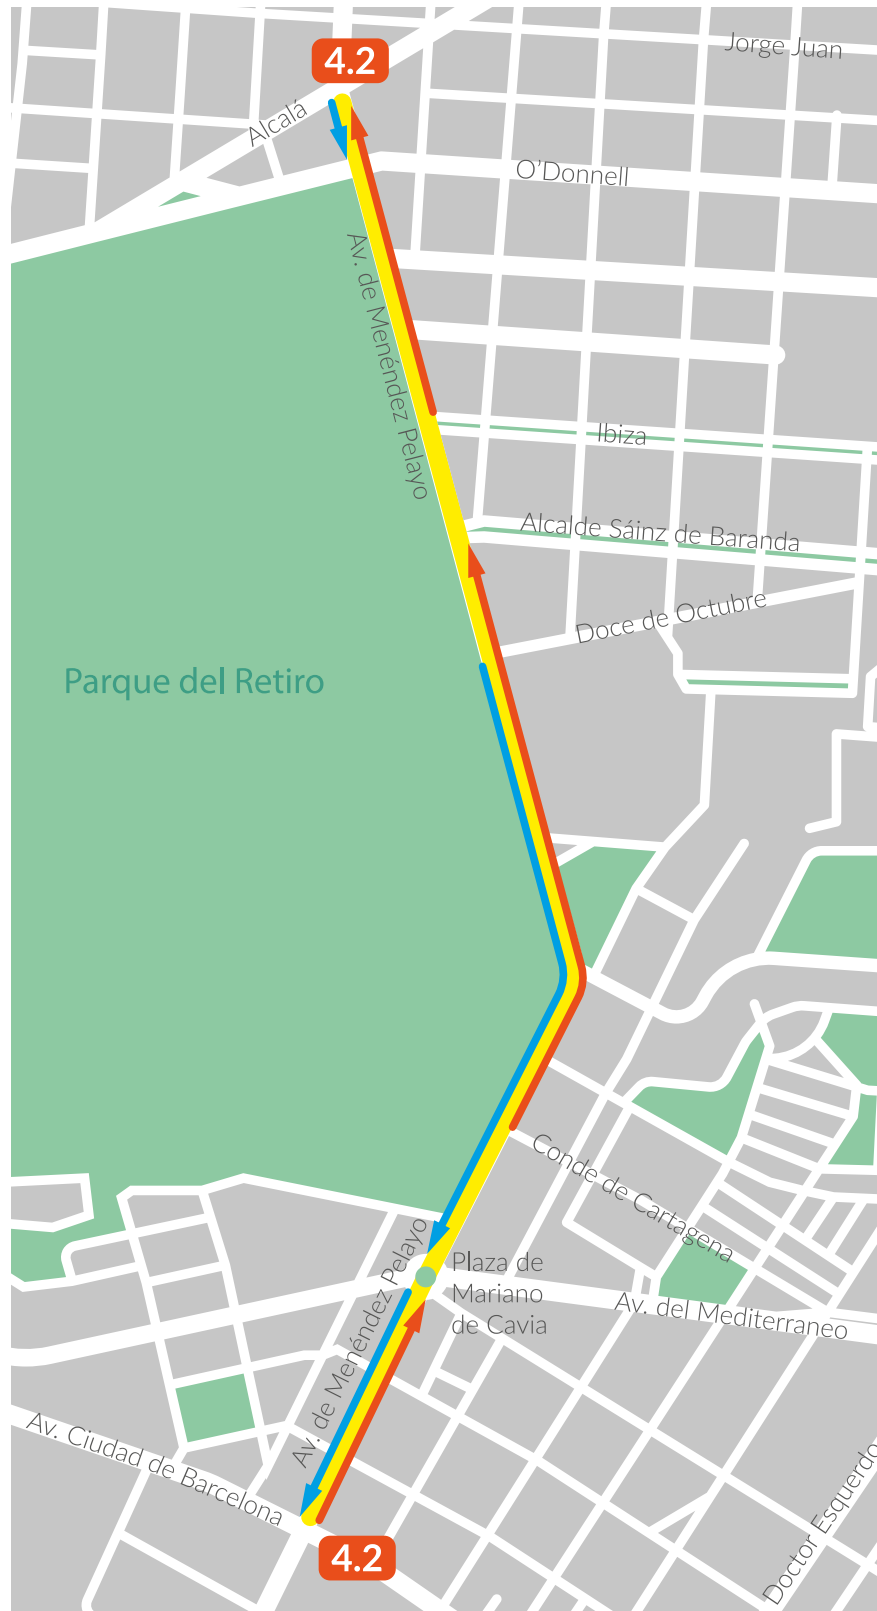 Jorge Juan
4.2
Alcalá
O'Donnell
Av. de Menéndez Pelayo
Ibiza
Alcalde Sáinz de Baranda
Doce de Octubre
Parque del Retiro
Conde de Cartagena
Av. de Menéndez Pelayo
Plaza de
Mariano
de Cavia
Av. del Mediterraneo
Av. Ciudad de Barcelona
Doctor Esquerdo
4.2